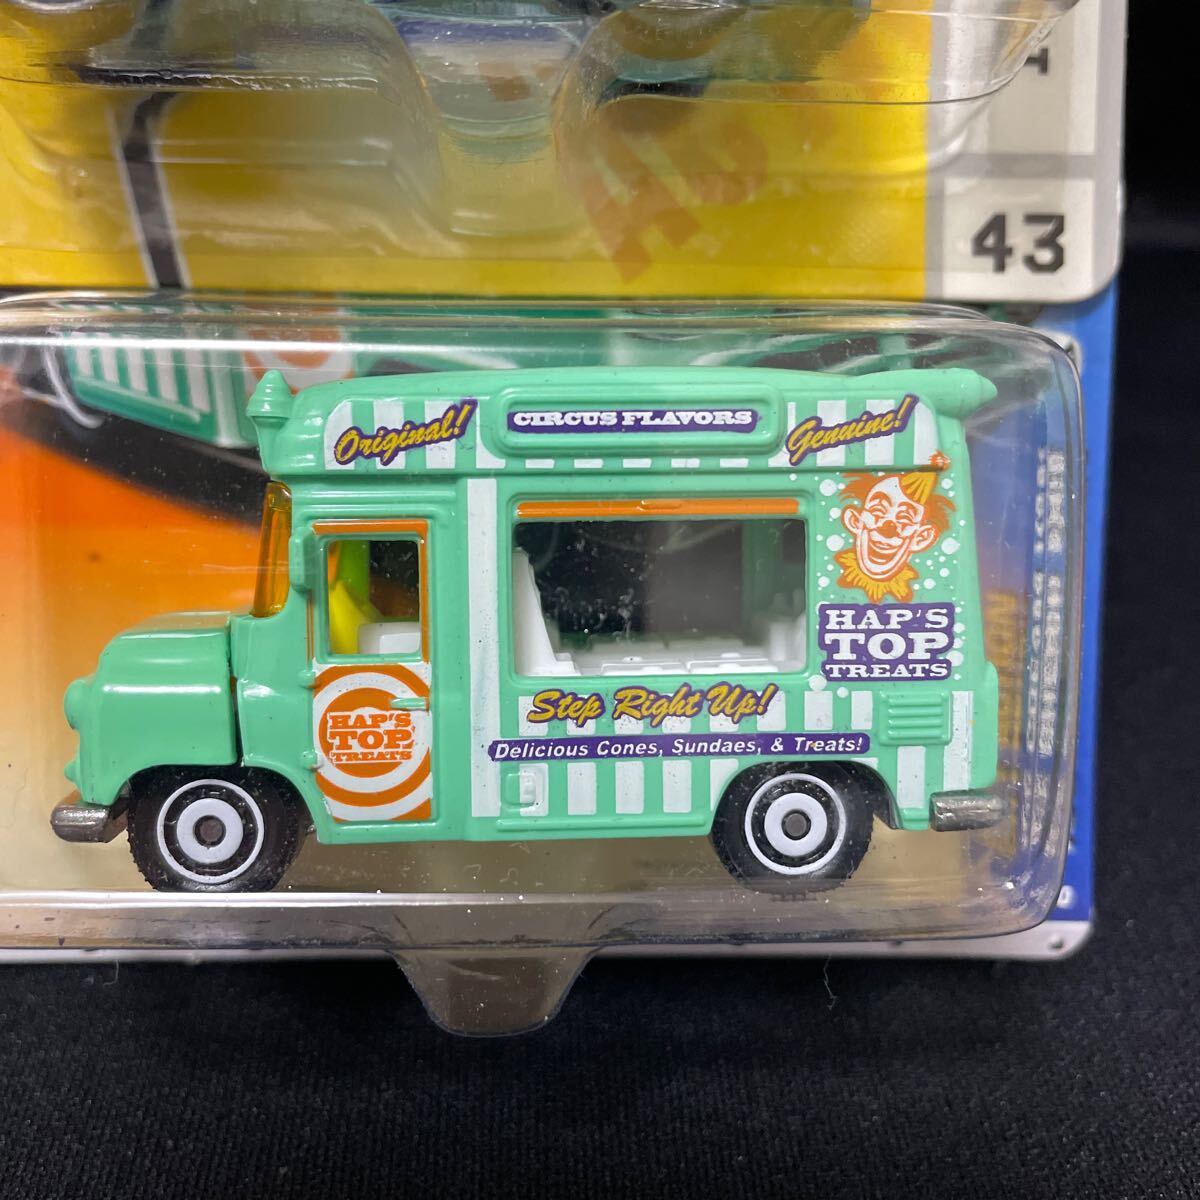 43
Original!
CIRCUS FLAVORS
Genuine!
HAP'S
TOP
TREATS
Step Right Up!
Delicious Cones, Sundaes, & Treats!
HAP'S
TOP
TREATS